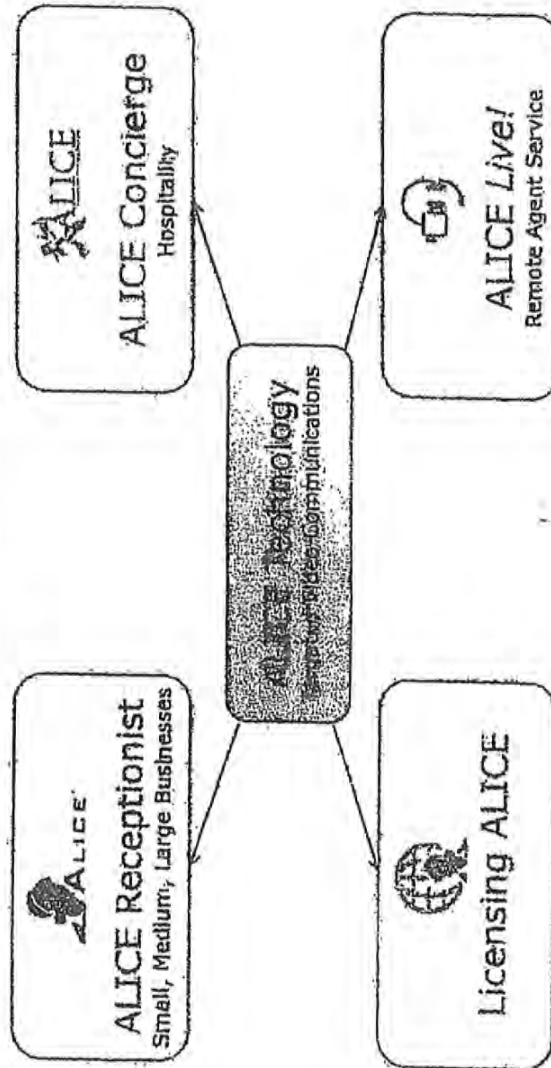 ALICE
ALICE Receptionist
Small, Medium, Large Businesses
ALICE
ALICE Concierge
Hospitality
ALICE Technology
Video Communications
Licensing ALICE
ALICE Live!
Remote Agent Service